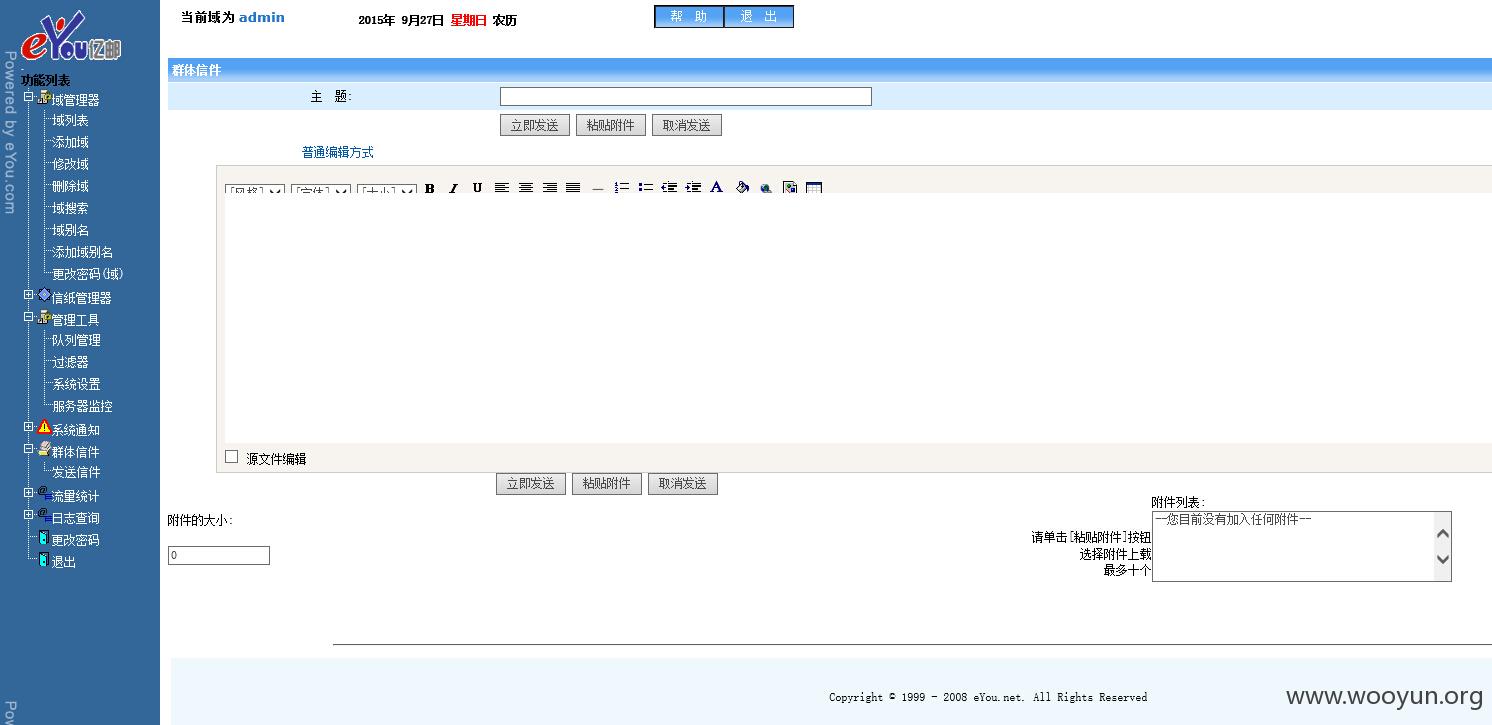 eYou亿邮
Powered by eYou.com
功能列表
域管理器
域列表
添加域
修改域
删除域
域搜索
域别名
添加域别名
更改密码(域)
信纸管理器
管理工具
队列管理
过滤器
系统设置
服务器监控
系统通知
群体信件
发送信件
流量统计
日志查询
更改密码
退出
当前域为 admin
2015年 9月27日 星期日 农历
帮 助 退 出
群体信件
主 题:
立即发送 粘贴附件 取消发送
普通编辑方式
[风格] [字体] [大小] B I U A
源文件编辑
立即发送 粘贴附件 取消发送
附件的大小:
0
附件列表:
--您目前没有加入任何附件--
请单击[粘贴附件]按钮
选择附件上载
最多十个
Copyright © 1999 - 2008 eYou.net. All Rights Reserved
www.wooyun.org